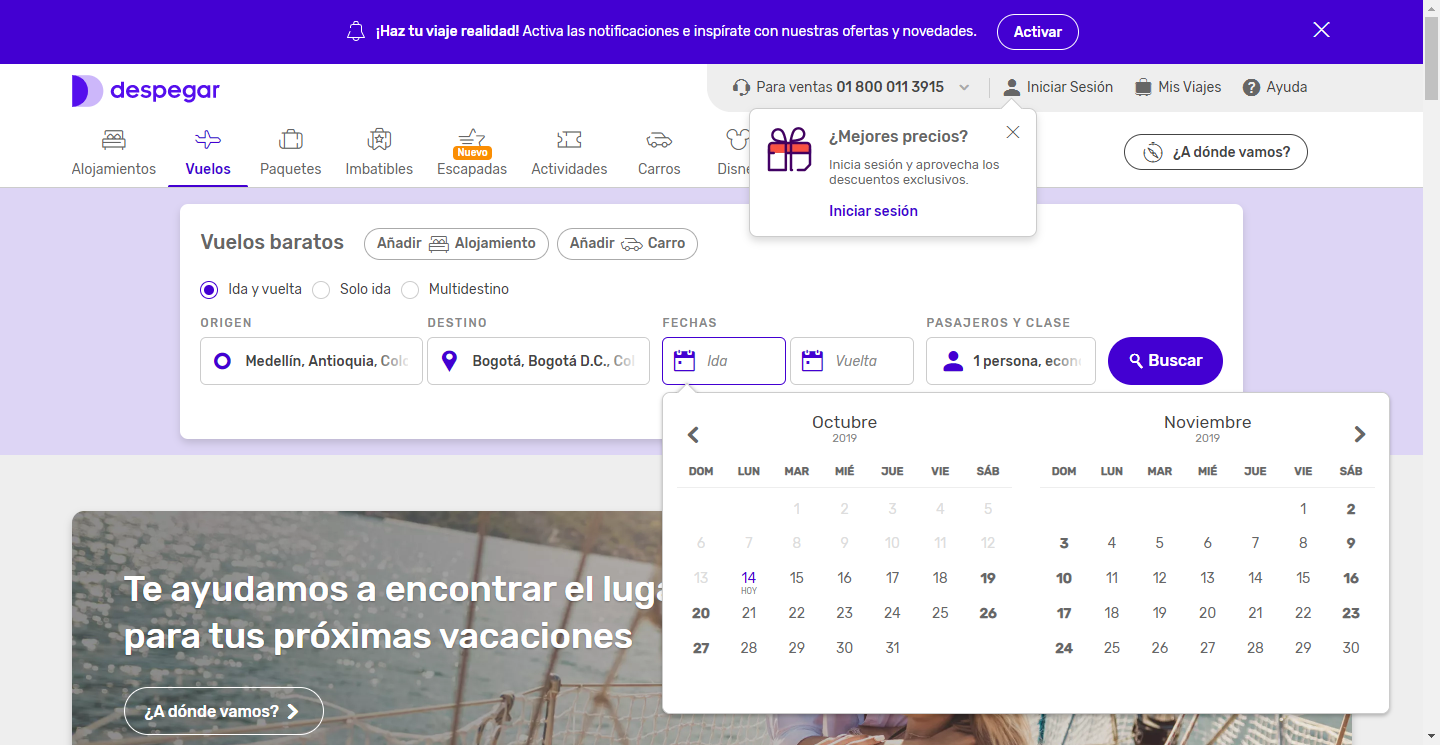 ¡Haz tu viaje realidad! Activa las notificaciones e inspírate con nuestras ofertas y novedades. Activar
despegar
Para ventas 01 800 011 3915 Iniciar Sesión Mis Viajes Ayuda
Alojamientos Vuelos Paquetes Imbatibles Nuevo Escapadas Actividades Carros
¿A dónde vamos?
¿Mejores precios?
Inicia sesión y aprovecha los
descuentos exclusivos.
Iniciar sesión
Vuelos baratos Añadir Alojamiento Añadir Carro
Ida y vuelta Solo ida Multidestino
ORIGEN DESTINO FECHAS PASAJEROS Y CLASE
Medellín, Antioquia, Bogotá, Bogotá D.C., Ida Vuelta 1 persona, Buscar
Octubre
2019
DOM LUN MAR MIÉ JUE VIE SÁB
1 2 3 4 5
6 7 8 9 10 11 12
13 14 15 16 17 18 19
HOY
20 21 22 23 24 25 26
27 28 29 30 31
Noviembre
2019
DOM LUN MAR MIÉ JUE VIE SÁB
1 2
3 4 5 6 7 8 9
10 11 12 13 14 15 16
17 18 19 20 21 22 23
24 25 26 27 28 29 30
Te ayudamos a encontrar el
para tus próximas vacaciones
¿A dónde vamos?